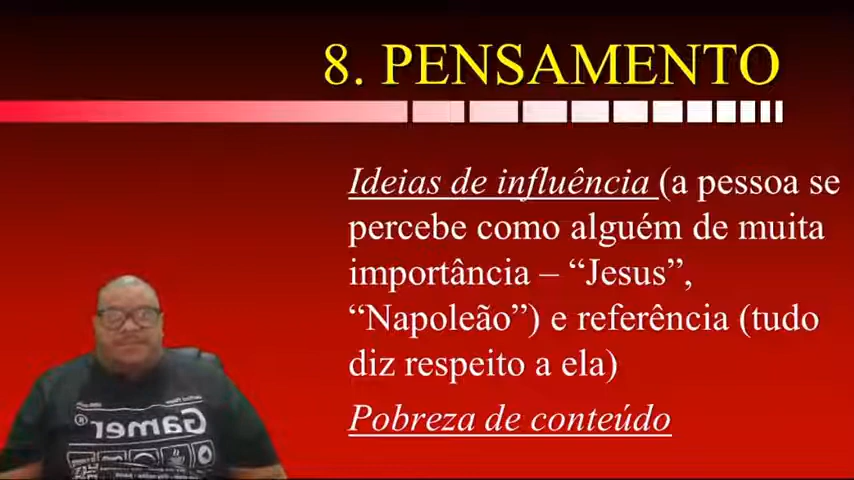 8. PENSAMENTO
Ideias de influência (a pessoa se
percebe como alguém de muita
importância – “Jesus”,
“Napoleão”) e referência (tudo
diz respeito a ela)
Pobreza de conteúdo
Gamer®